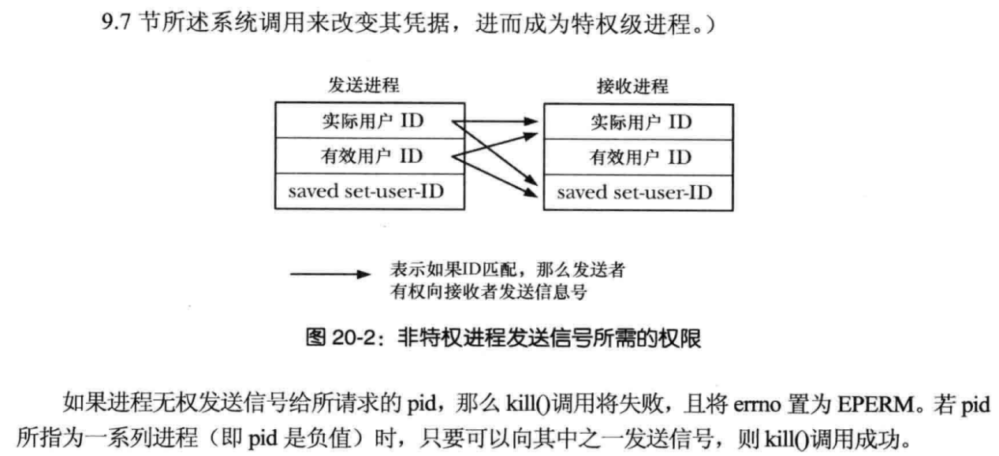 9.7 节所述系统调用来改变其凭据，进而成为特权级进程。）
发送进程 接收进程
实际用户 ID 实际用户 ID
有效用户 ID 有效用户 ID
saved set-user-ID saved set-user-ID
表示如果ID匹配，那么发送者
有权向接收者发送信息号
图 20-2：非特权进程发送信号所需的权限
如果进程无权发送信号给所请求的 pid，那么 kill()调用将失败，且将 errno 置为 EPERM。若 pid
所指为一系列进程（即 pid 是负值）时，只要可以向其中之一发送信号，则 kill()调用成功。